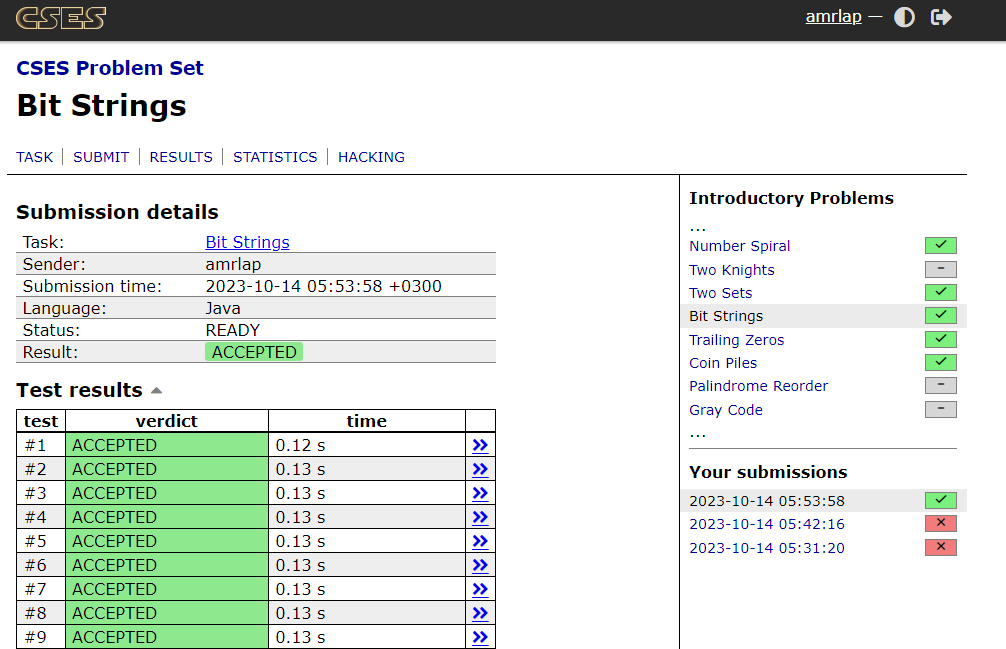 CSES
amrlap —
CSES Problem Set
Bit Strings
TASK | SUBMIT | RESULTS | STATISTICS | HACKING
Submission details
Task: Bit Strings
Sender: amrlap
Submission time: 2023-10-14 05:53:58 +0300
Language: Java
Status: READY
Result: ACCEPTED
Test results
test verdict time
#1 ACCEPTED 0.12 s »
#2 ACCEPTED 0.13 s »
#3 ACCEPTED 0.13 s »
#4 ACCEPTED 0.13 s »
#5 ACCEPTED 0.13 s »
#6 ACCEPTED 0.13 s »
#7 ACCEPTED 0.13 s »
#8 ACCEPTED 0.13 s »
#9 ACCEPTED 0.13 s »
Introductory Problems
...
Number Spiral ✓
Two Knights –
Two Sets ✓
Bit Strings ✓
Trailing Zeros ✓
Coin Piles ✓
Palindrome Reorder –
Gray Code –
...
Your submissions
2023-10-14 05:53:58 ✓
2023-10-14 05:42:16 ✕
2023-10-14 05:31:20 ✕